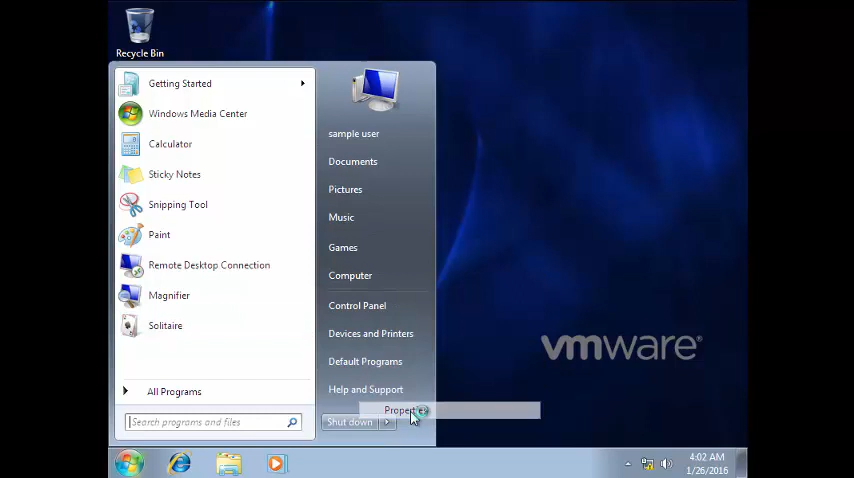 Recycle Bin
Getting Started
Windows Media Center
Calculator
Sticky Notes
Snipping Tool
Paint
Remote Desktop Connection
Magnifier
Solitaire
All Programs
Search programs and files
sample user
Documents
Pictures
Music
Games
Computer
Control Panel
Devices and Printers
Default Programs
Help and Support
Properties
Shut down
vmware®
4:02 AM
1/26/2016